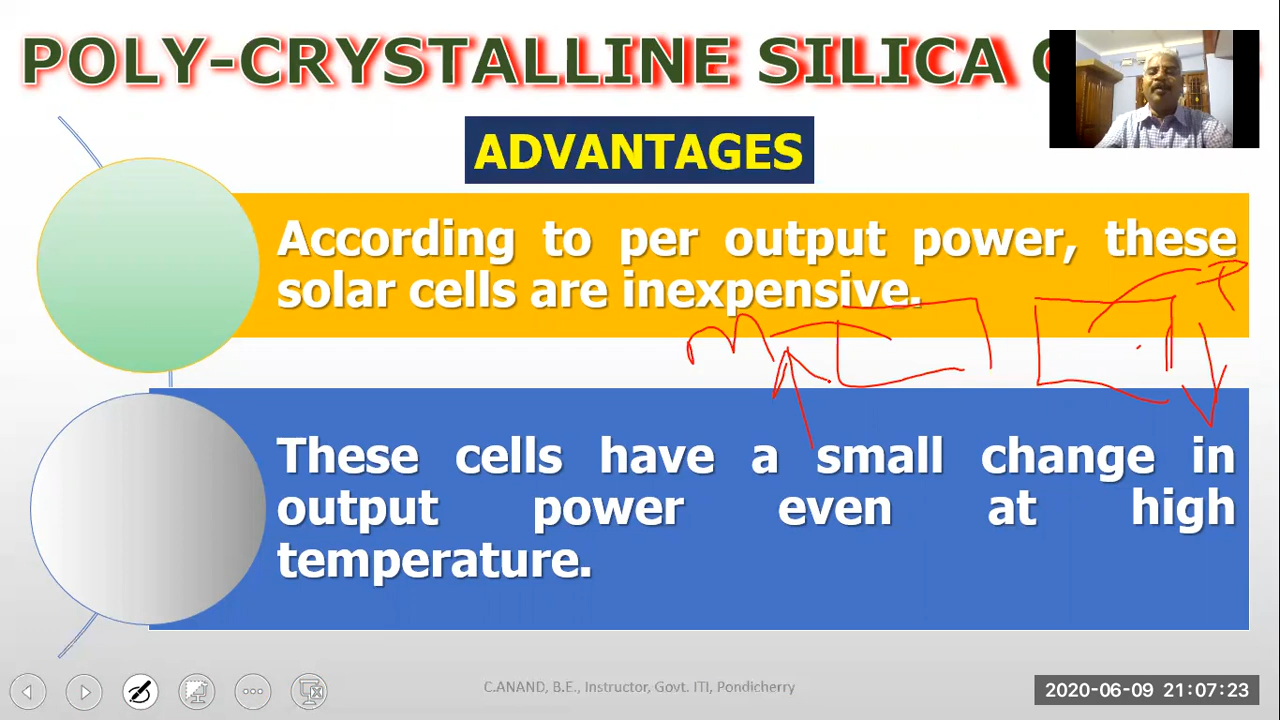 POLY-CRYSTALLINE SILICA
ADVANTAGES
According to per output power, these
solar cells are inexpensive.
These cells have a small change in
output power even at high
temperature.
C.ANAND, B.E., Instructor, Govt. ITI, Pondicherry
2020-06-09 21:07:23